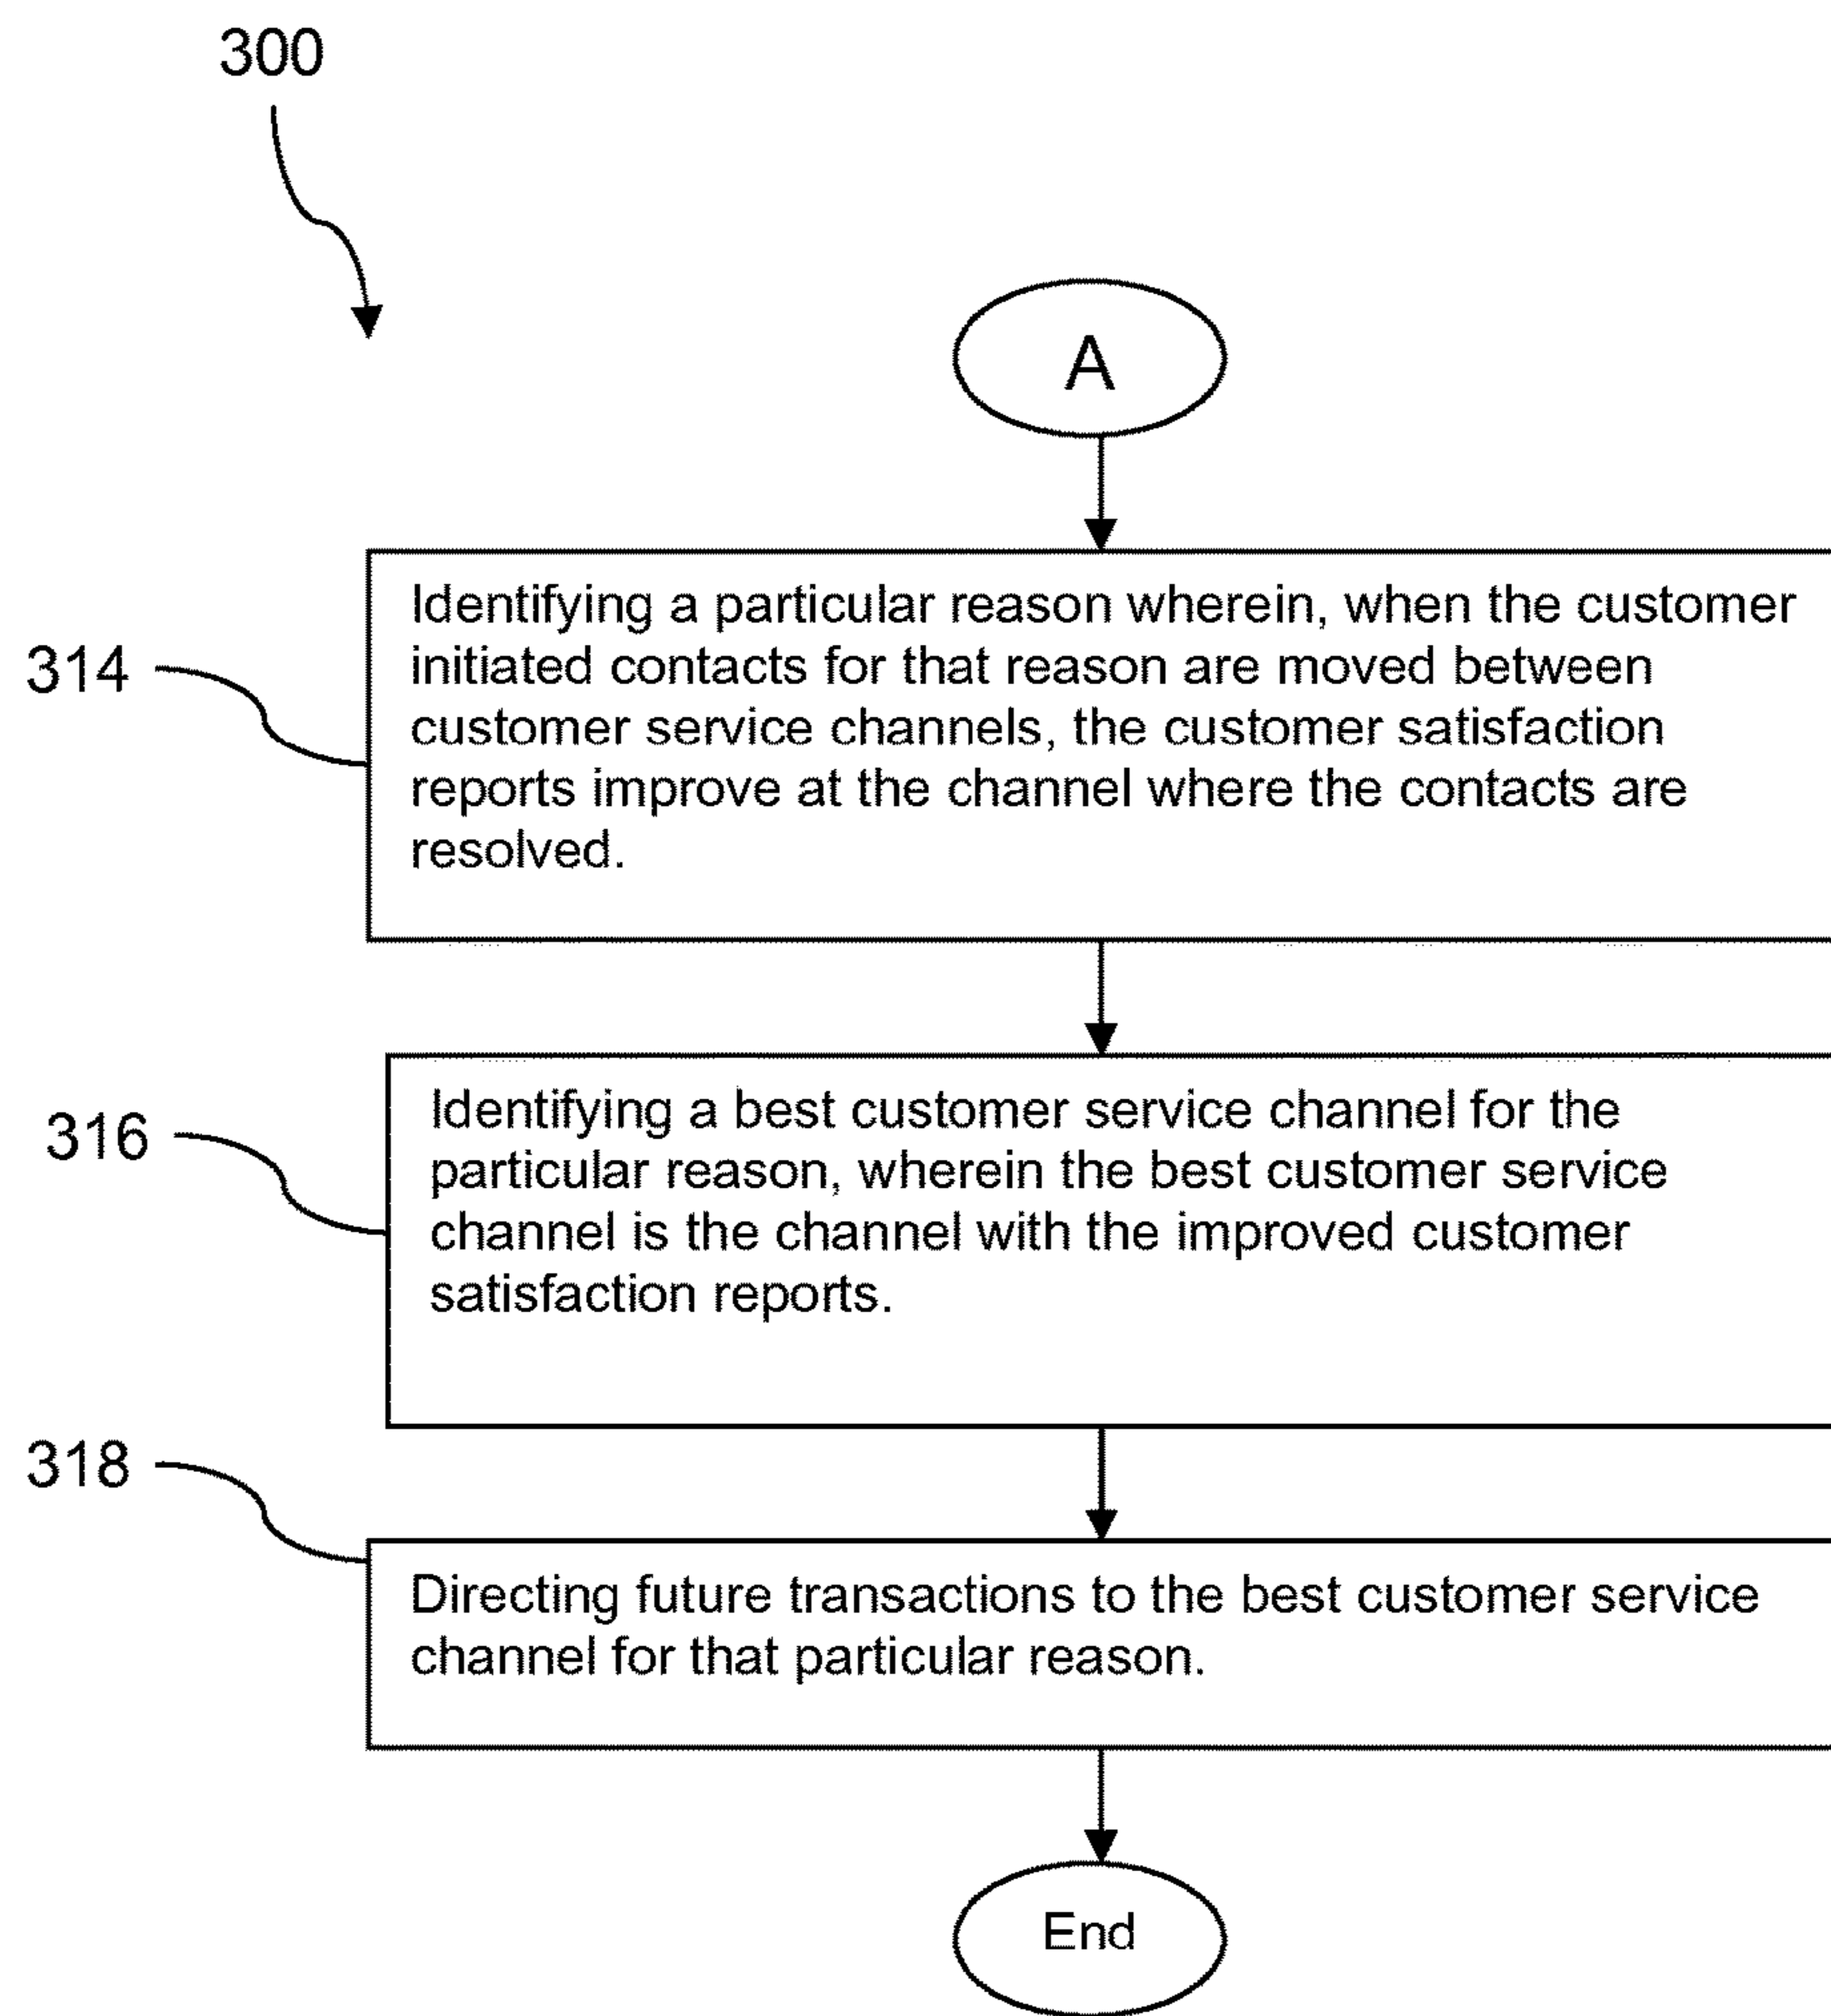 300
A
314
Identifying a particular reason wherein, when the customer
initiated contacts for that reason are moved between
customer service channels, the customer satisfaction
reports improve at the channel where the contacts are
resolved.
316
Identifying a best customer service channel for the
particular reason, wherein the best customer service
channel is the channel with the improved customer
satisfaction reports.
318
Directing future transactions to the best customer service
channel for that particular reason.
End